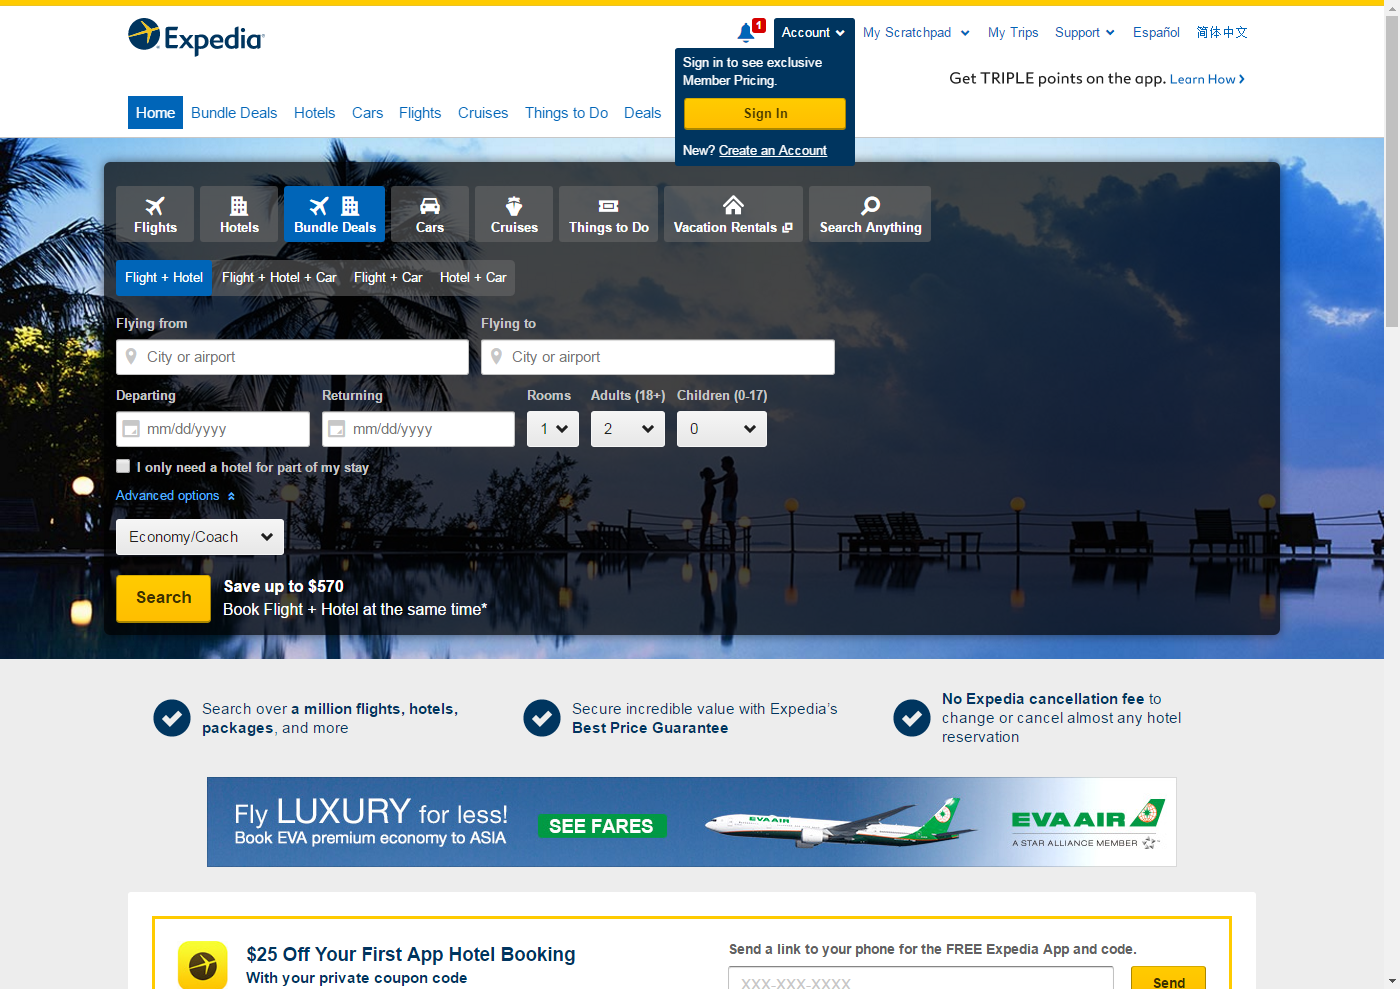 Expedia
1
Account
My Scratchpad
My Trips
Support
Español
简体中文
Sign in to see exclusive
Member Pricing.
Sign In
New? Create an Account
Get TRIPLE points on the app. Learn How
Home
Bundle Deals
Hotels
Cars
Flights
Cruises
Things to Do
Deals
Flights
Hotels
Bundle Deals
Cars
Cruises
Things to Do
Vacation Rentals
Search Anything
Flight + Hotel
Flight + Hotel + Car
Flight + Car
Hotel + Car
Flying from
Flying to
City or airport
City or airport
Departing
Returning
Rooms
Adults (18+)
Children (0-17)
mm/dd/yyyy
mm/dd/yyyy
1
2
0
I only need a hotel for part of my stay
Advanced options
Economy/Coach
Search
Save up to $570
Book Flight + Hotel at the same time*
Search over a million flights, hotels,
packages, and more
Secure incredible value with Expedia’s
Best Price Guarantee
No Expedia cancellation fee to
change or cancel almost any hotel
reservation
Fly LUXURY for less!
Book EVA premium economy to ASIA
SEE FARES
EVA AIR
EVA AIR
A STAR ALLIANCE MEMBER
$25 Off Your First App Hotel Booking
With your private coupon code
Send a link to your phone for the FREE Expedia App and code.
XXX-XXX-XXXX
Send